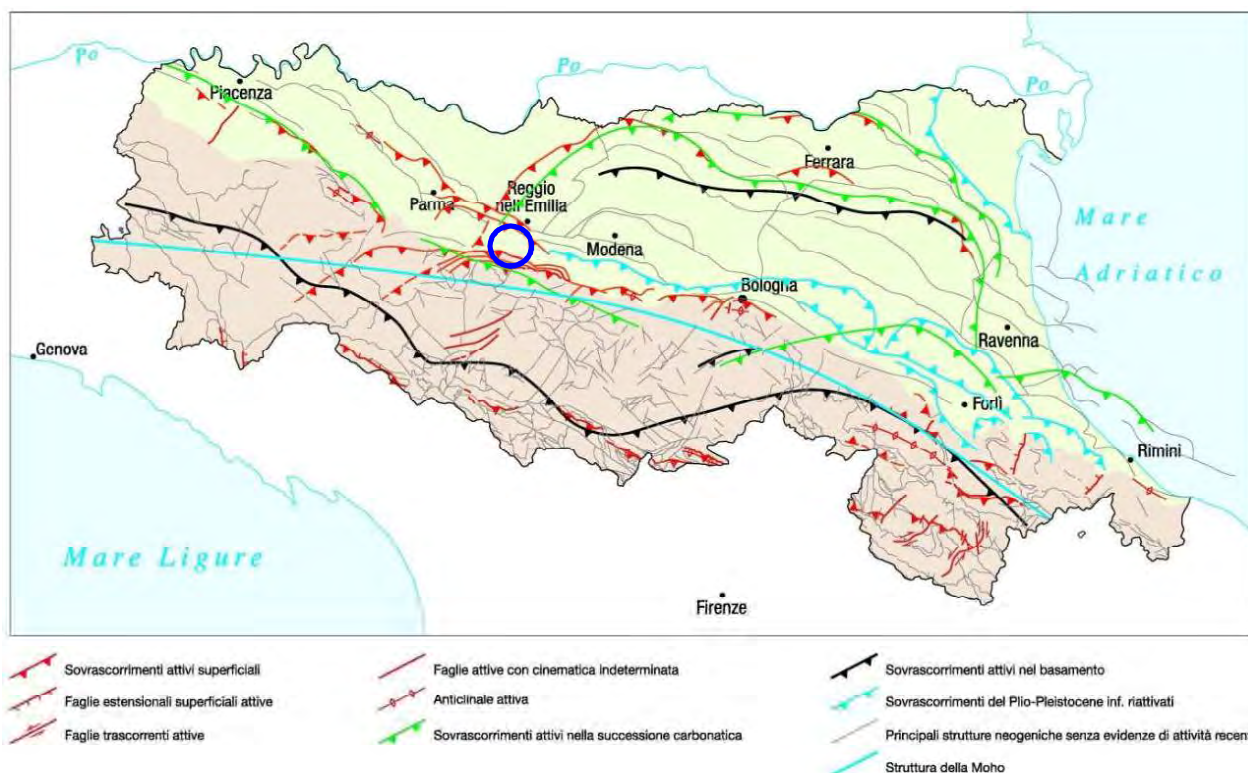 Po
Po
Po
Piacenza
Ferrara
Parma
Reggio
nell'Emilia
Modena
Mare
Adriatico
Bologna
Ravenna
Genova
Forlì
Rimini
Mare Ligure
Firenze
Sovrascorrimenti attivi superficiali
Faglie estensionali superficiali attive
Faglie trascorrenti attive
Faglie attive con cinematica indeterminata
Anticlinale attiva
Sovrascorrimenti attivi nella successione carbonatica
Sovrascorrimenti attivi nel basamento
Sovrascorrimenti del Plio-Pleistocene inf. riattivati
Principali strutture neogeniche senza evidenze di attività recen
Struttura della Moho